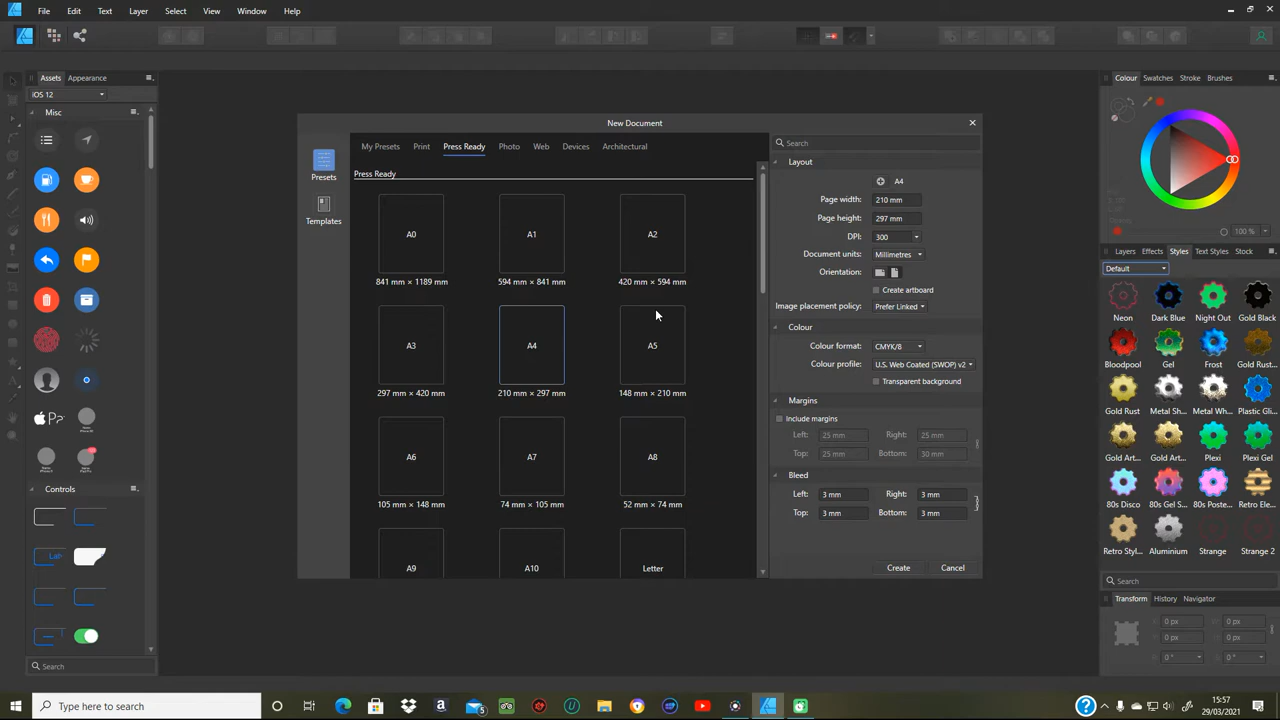 File Edit Text Layer Select View Window Help
Assets Appearance
iOS 12
Misc
Controls
Search
New Document
Presets
Templates
My Presets Print Press Ready Photo Web Devices Architectural
Press Ready
A0 A1 A2
841 mm × 1189 mm 594 mm × 841 mm 420 mm × 594 mm
A3 A4 A5
297 mm × 420 mm 210 mm × 297 mm 148 mm × 210 mm
A6 A7 A8
105 mm × 148 mm 74 mm × 105 mm 52 mm × 74 mm
A9 A10 Letter
Search
Layout
A4
Page width: 210 mm
Page height: 297 mm
DPI: 300
Document units: Millimetres
Orientation:
Create artboard
Image placement policy: Prefer Linked
Colour
Colour format: CMYK/8
Colour profile: U.S. Web Coated (SWOP) v2
Transparent background
Margins
Include margins
Left: 25 mm Right: 25 mm
Top: 25 mm Bottom: 30 mm
Bleed
Left: 3 mm Right: 3 mm
Top: 3 mm Bottom: 3 mm
Create Cancel
Colour Swatches Stroke Brushes
100 %
Layers Effects Styles Text Styles Stock
Default
Neon Dark Blue Night Out Gold Black
Bloodpool Gel Frost Gold Rus...
Gold Rust Metal Sh... Metal Wh... Plastic Gli...
Gold Art... Gold Art... Plexi Plexi Gel
80s Disco 80s Gel S... 80s Poste... Retro Ele...
Retro Styl... Aluminium Strange Strange 2
Search
Transform History Navigator
0 px 0 px
0 px 0 px
0 ° 0 °
Type here to search
15:57
29/03/2021